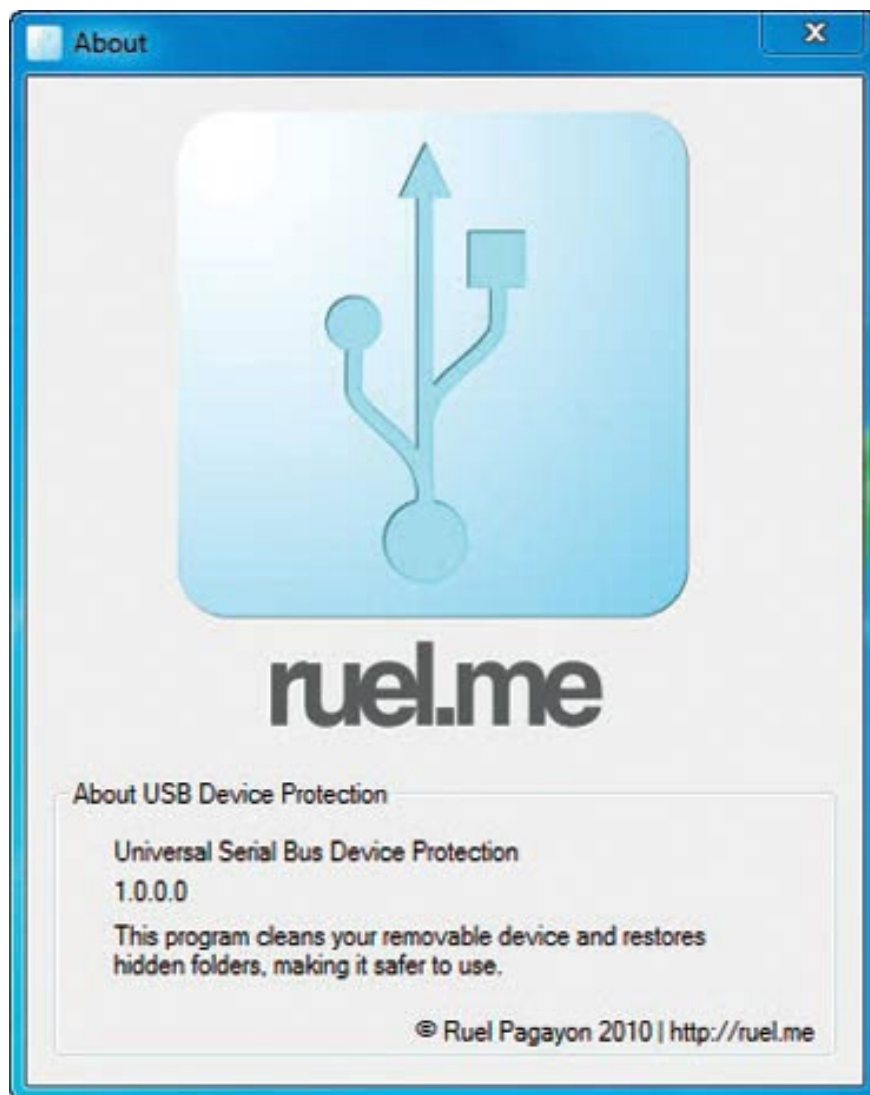 About
x
ruel.me
About USB Device Protection
Universal Serial Bus Device Protection
1.0.0.0
This program cleans your removable device and restores
hidden folders, making it safer to use.
© Ruel Pagayon 2010 | http://ruel.me